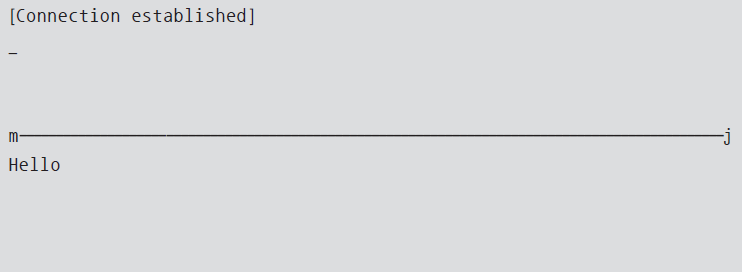 [Connection established]
_
m────────────────────────────────────────────────────────────────────j
Hello